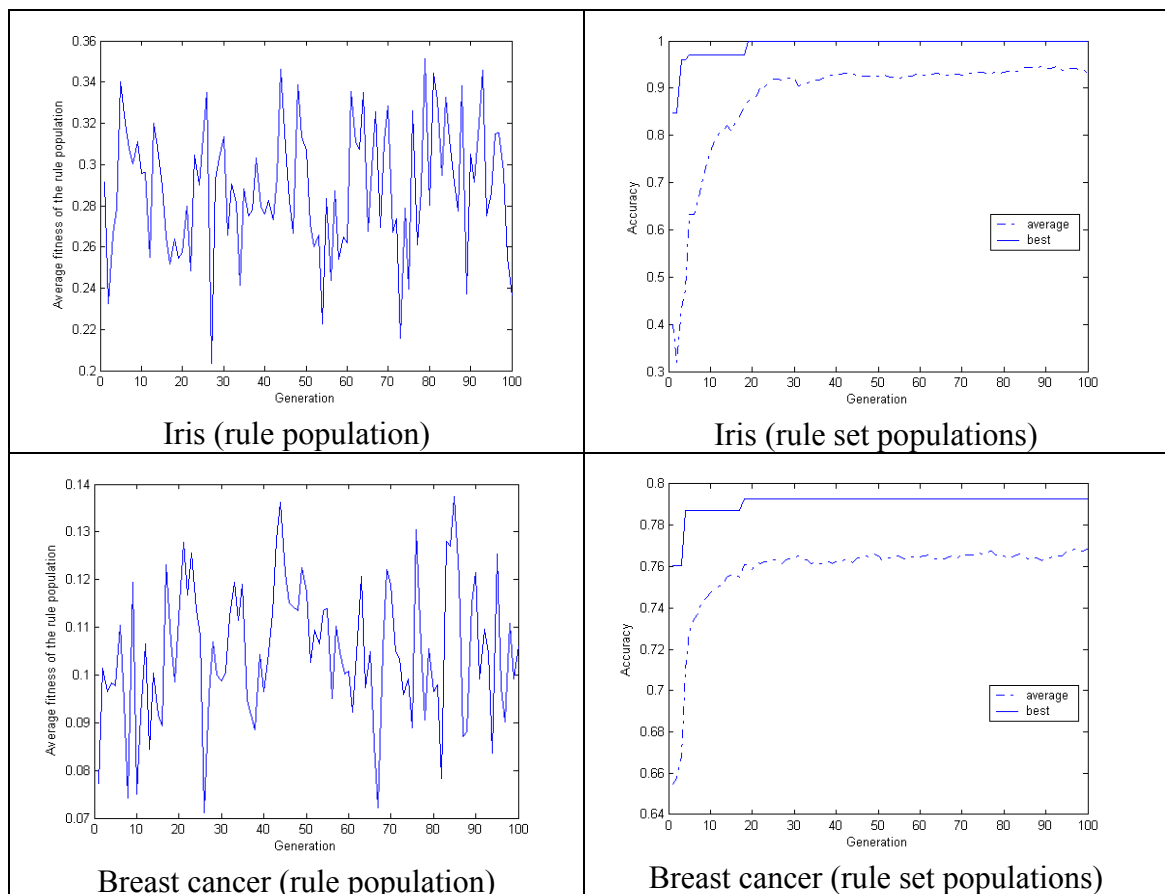 0.36
0.34
0.32
0.3
0.28
0.26
0.24
0.22
0.2
0 10 20 30 40 50 60 70 80 90 100
Average fitness of the rule population
Generation
Iris (rule population)
1
0.9
0.8
0.7
0.6
0.5
0.4
0.3
0 10 20 30 40 50 60 70 80 90 100
Accuracy
Generation
average
best
Iris (rule set populations)
0.14
0.13
0.12
0.11
0.1
0.09
0.08
0.07
0 10 20 30 40 50 60 70 80 90 100
Average fitness of the rule population
Generation
Breast cancer (rule population)
0.8
0.78
0.76
0.74
0.72
0.7
0.68
0.66
0.64
0 10 20 30 40 50 60 70 80 90 100
Accuracy
Generation
average
best
Breast cancer (rule set populations)